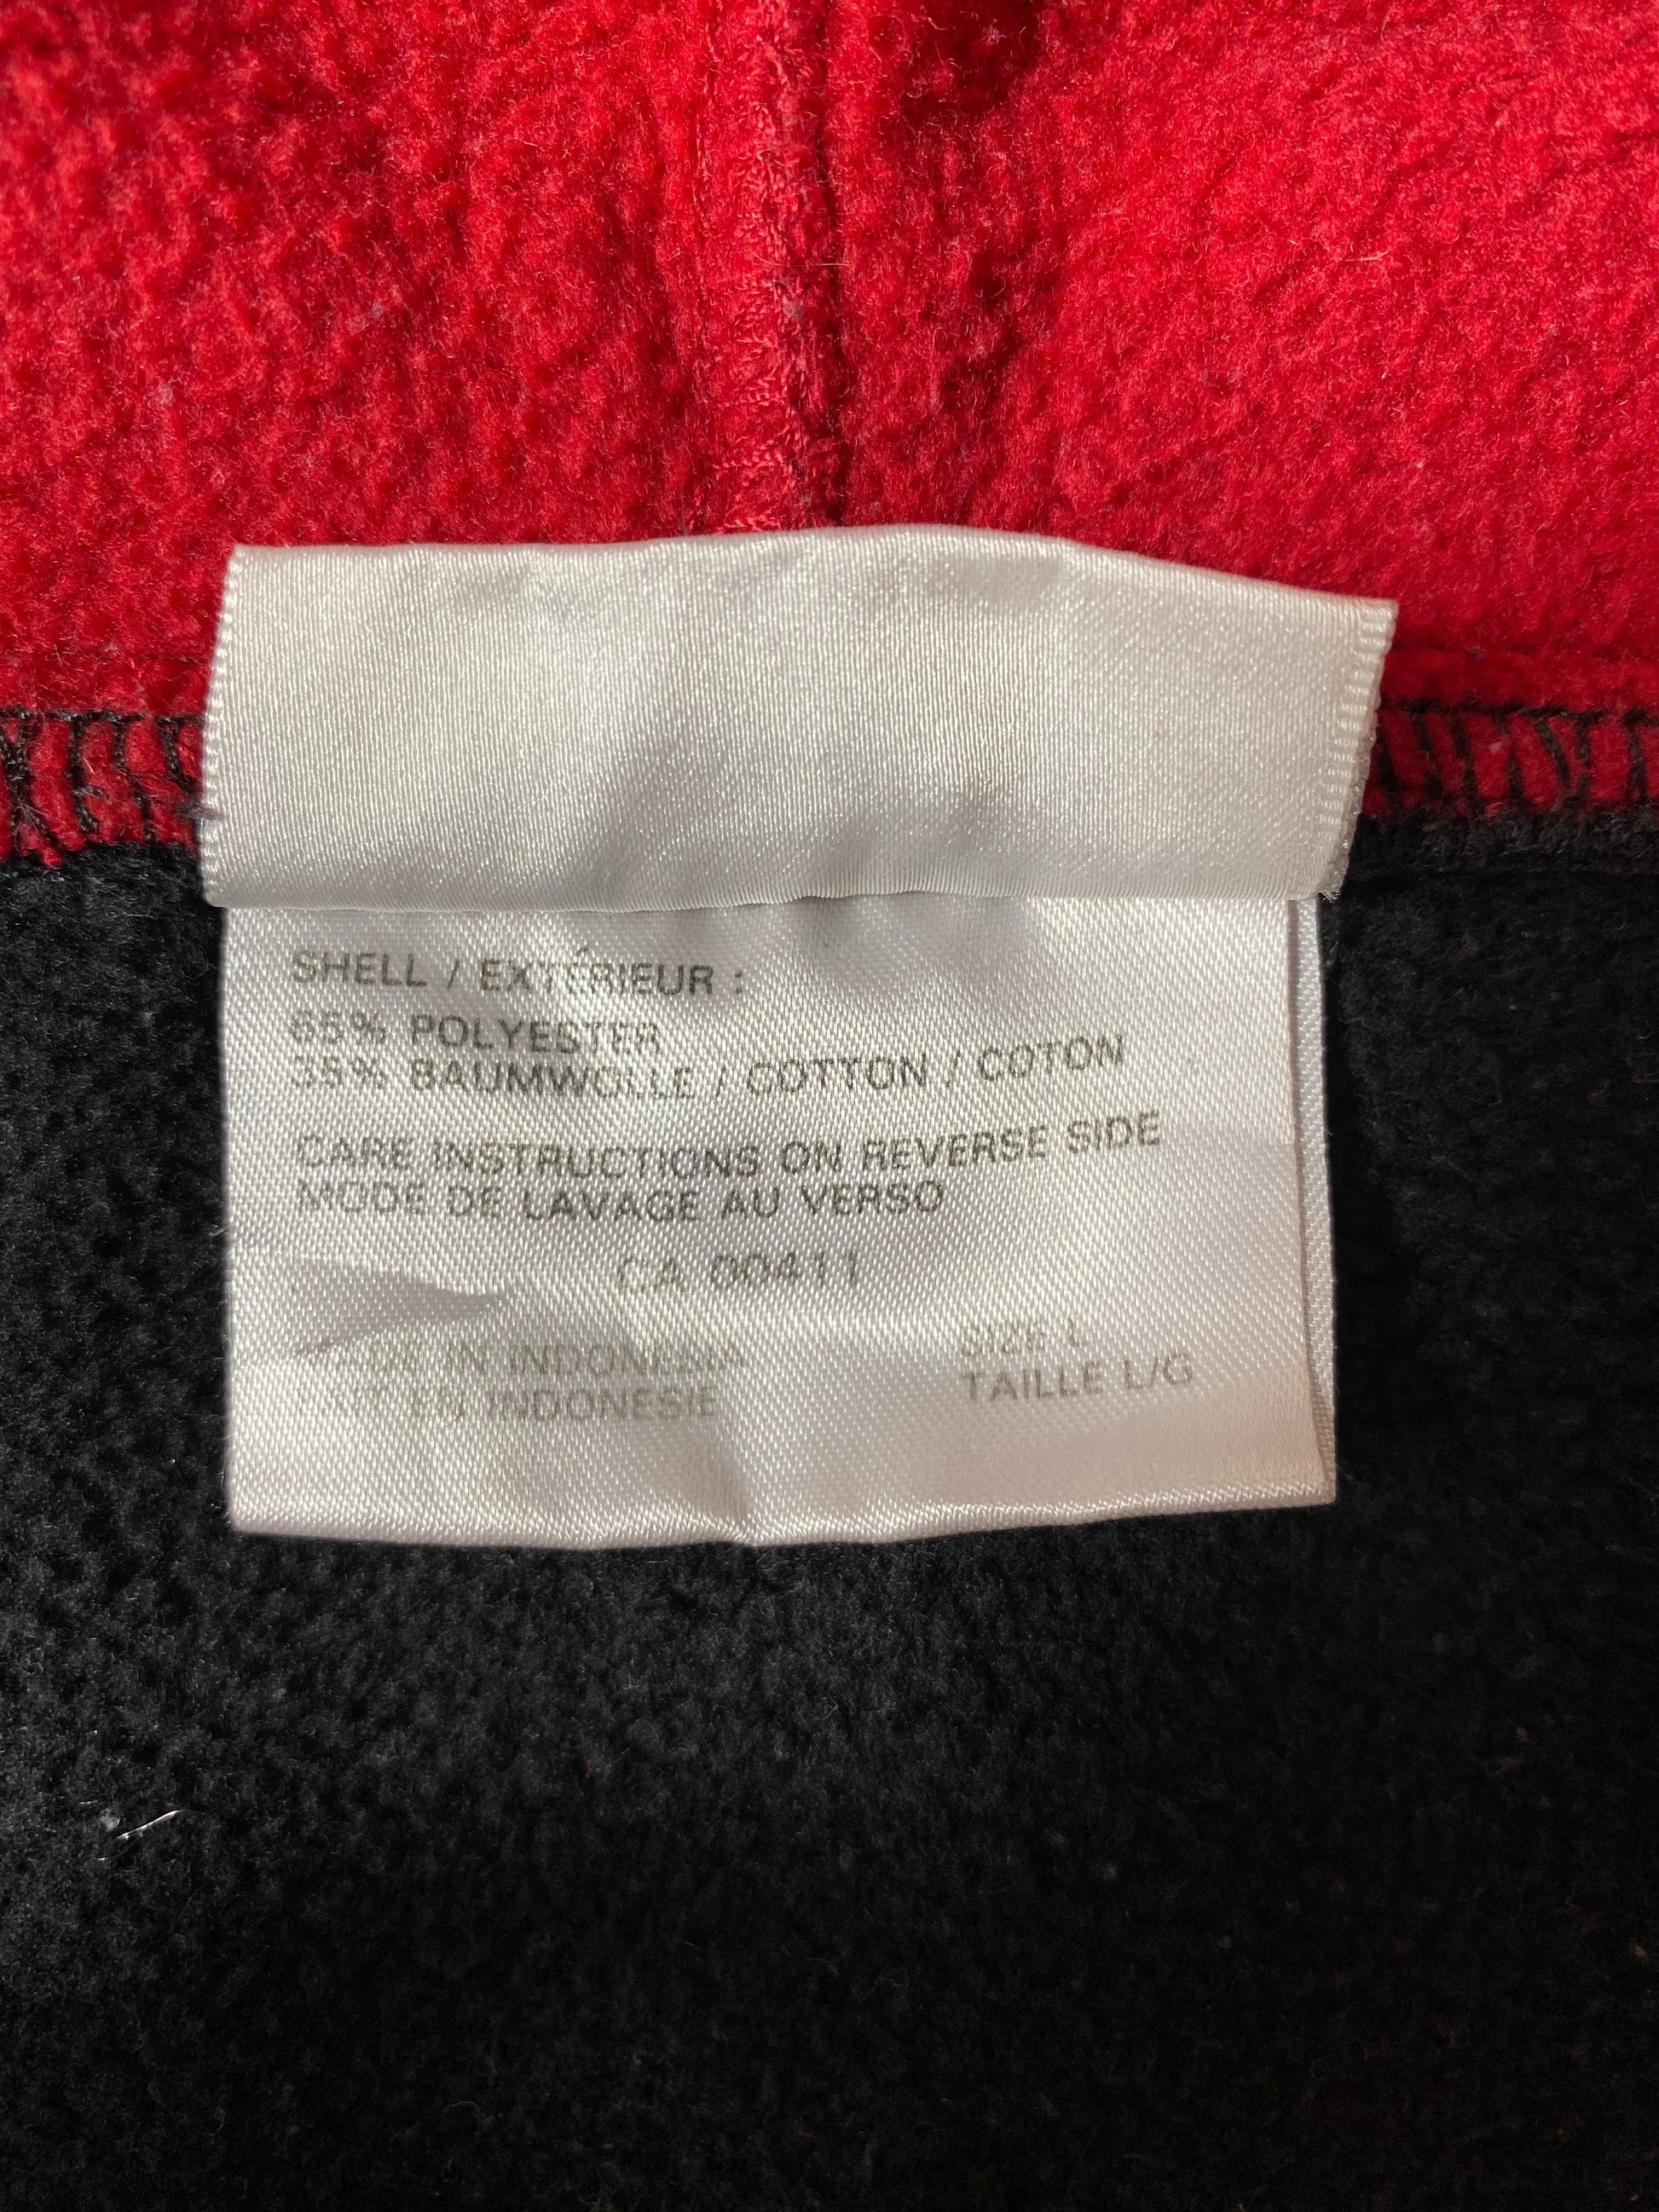 SHELL / EXTÉRIEUR :
65% POLYESTER
35% BAUMWOLLE / COTTON / COTON
CARE INSTRUCTIONS ON REVERSE SIDE
MODE DE LAVAGE AU VERSO
CA 00411
MADE IN INDONESIA
INDONESIE
SIZE L
TAILLE L/G